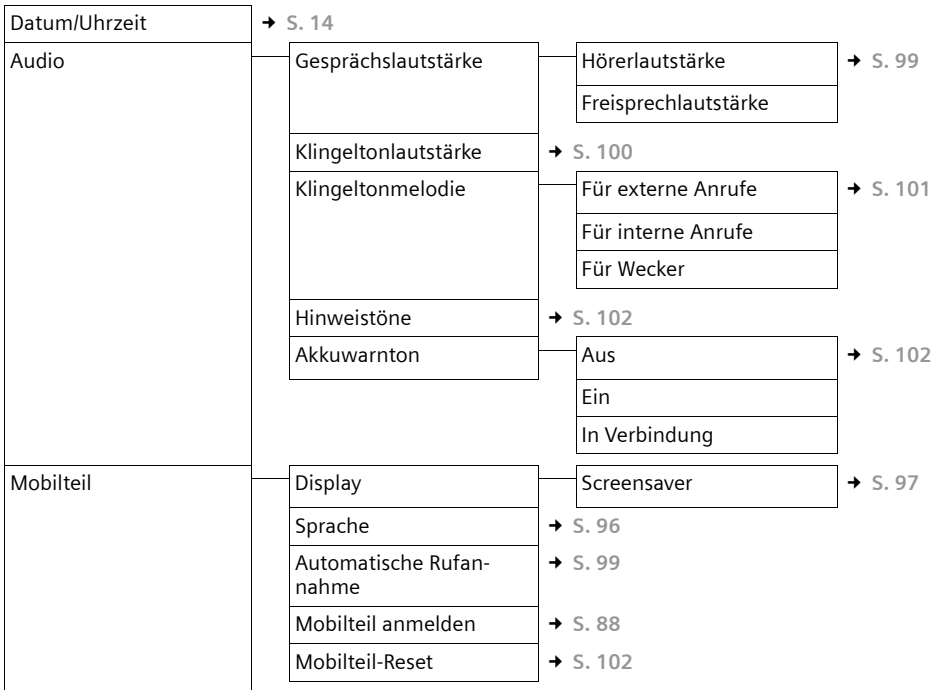 Datum/Uhrzeit ➔ S. 14
Audio Gesprächslautstärke Hörerlautstärke ➔ S. 99
Freisprechlautstärke
Klingeltonlautstärke ➔ S. 100
Klingeltonmelodie Für externe Anrufe ➔ S. 101
Für interne Anrufe
Für Wecker
Hinweistöne ➔ S. 102
Akkuwarnton Aus ➔ S. 102
Ein
In Verbindung
Mobilteil Display Screensaver ➔ S. 97
Sprache ➔ S. 96
Automatische Rufan- ➔ S. 99
nahme
Mobilteil anmelden ➔ S. 88
Mobilteil-Reset ➔ S. 102